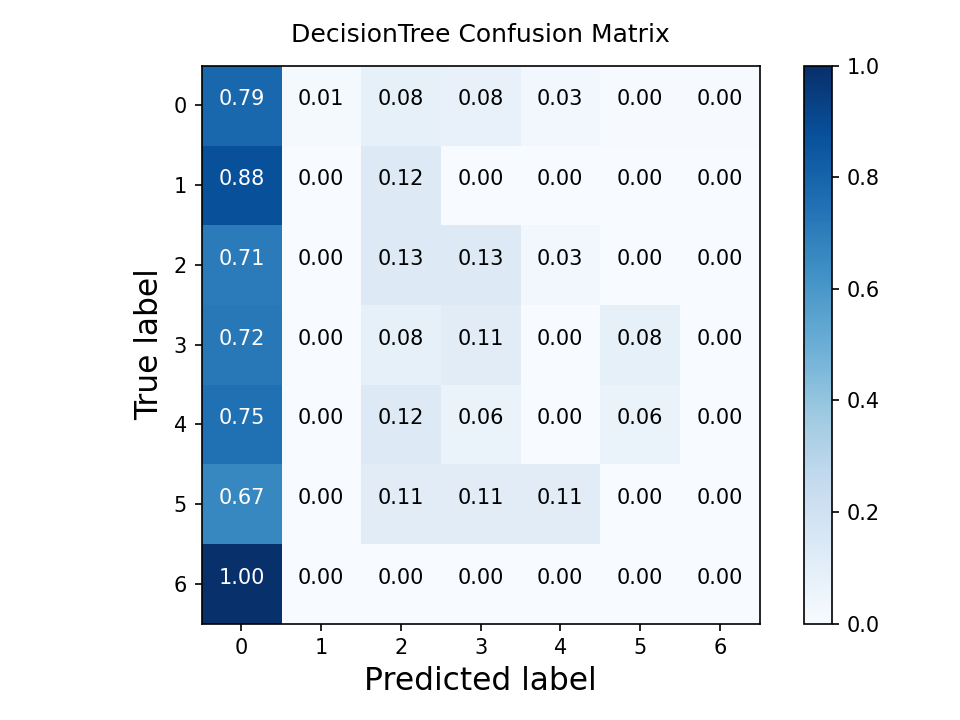 DecisionTree Confusion Matrix
1.0
0 0.79 0.01 0.08 0.08 0.03 0.00 0.00
1 0.88 0.00 0.12 0.00 0.00 0.00 0.00
0.8
2 0.71 0.00 0.13 0.13 0.03 0.00 0.00
0.6
True label
3 0.72 0.00 0.08 0.11 0.00 0.08 0.00
0.4
4 0.75 0.00 0.12 0.06 0.00 0.06 0.00
5 0.67 0.00 0.11 0.11 0.11 0.00 0.00
0.2
6 1.00 0.00 0.00 0.00 0.00 0.00 0.00
0.0
0 1 2 3 4 5 6
Predicted label